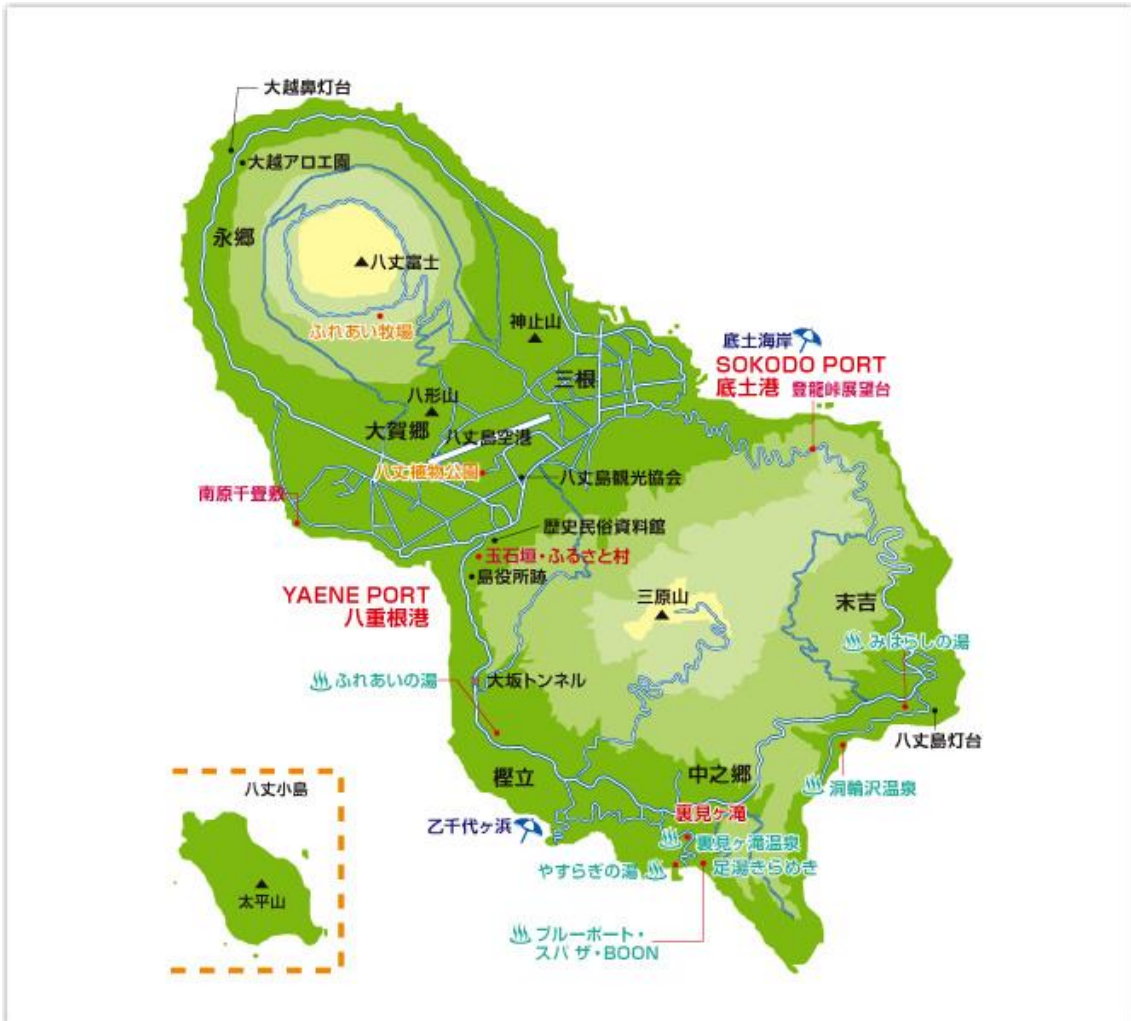 大越鼻灯台
大越アロエ園
永郷
八丈富士
ふれあい牧場
神止山
底土海岸
SOKODO PORT
底土港
登龍峠展望台
三根
八形山
大賀郷
八丈島空港
八丈植物公園
八丈島観光協会
南原千畳敷
歴史民俗資料館
玉石垣・ふるさと村
島役所跡
YAENE PORT
八重根港
三原山
末吉
みはらしの湯
ふれあいの湯
大坂トンネル
八丈島灯台
樫立
中之郷
洞輪沢温泉
八丈小島
裏見ヶ滝
乙千代ヶ浜
裏見ヶ滝温泉
やすらぎの湯
足湯きらめき
太平山
ブルーポート・
スパ ザ・BOON